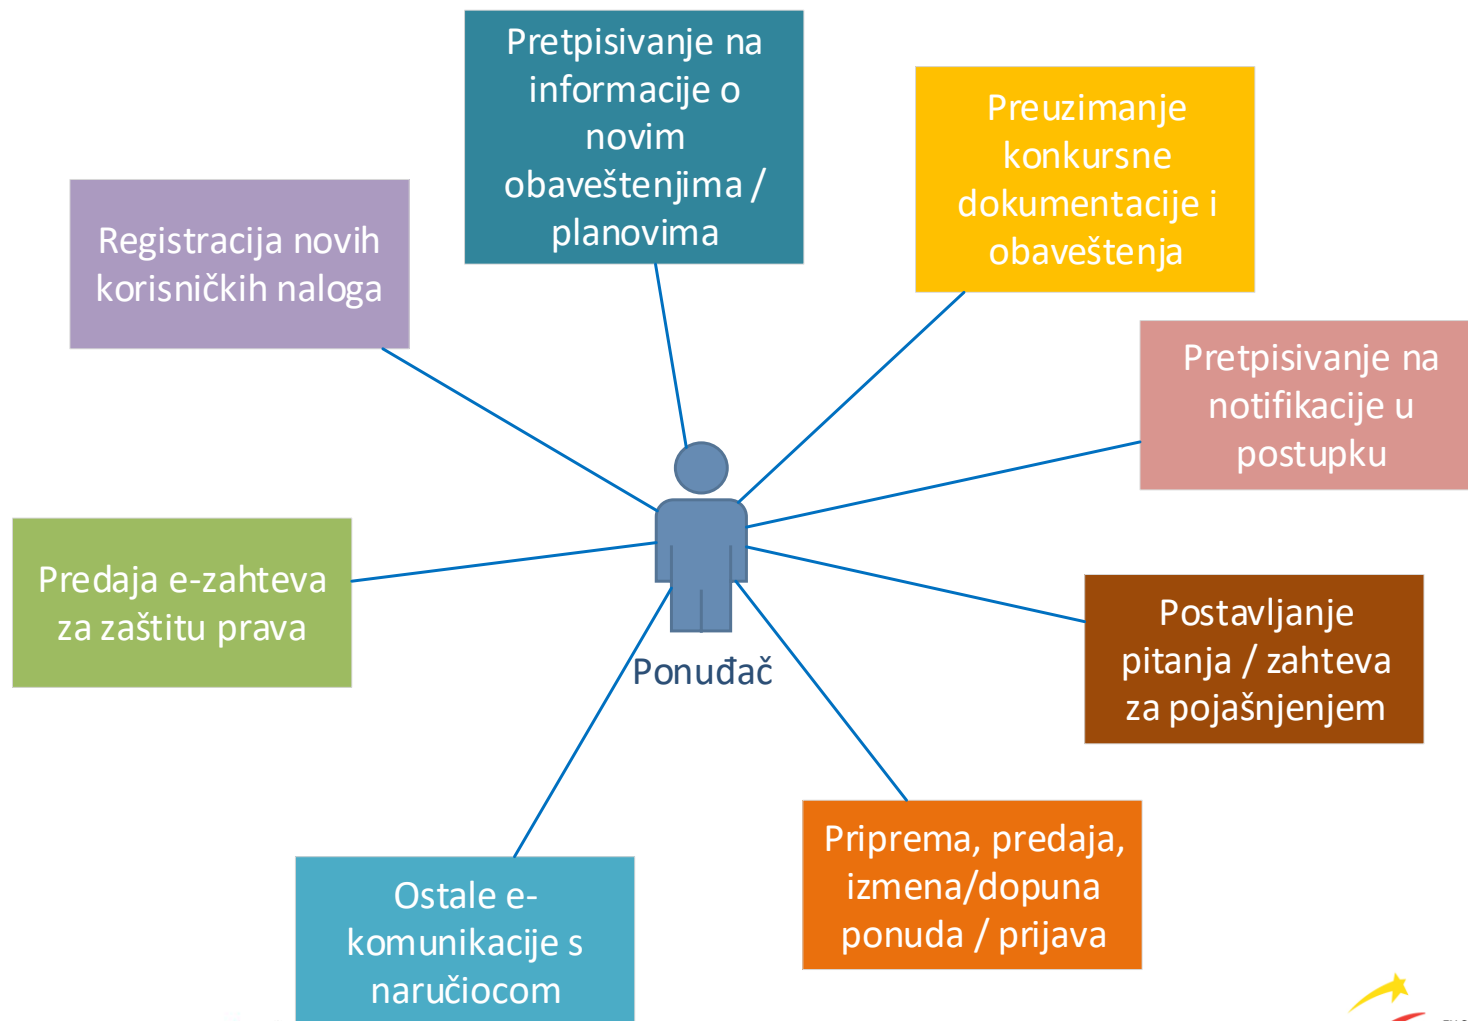 Pretpisivanje na
informacije o
novim
obaveštenjima /
planovima
Preuzimanje
konkursne
dokumentacije i
obaveštenja
Registracija novih
korisničkih naloga
Pretpisivanje na
notifikacije u
postupku
Predaja e-zahteva
za zaštitu prava
Ponuđač
Postavljanje
pitanja / zahteva
za pojašnjenjem
Priprema, predaja,
izmena/dopuna
ponuda / prijava
Ostale e-
komunikacije s
naručiocom